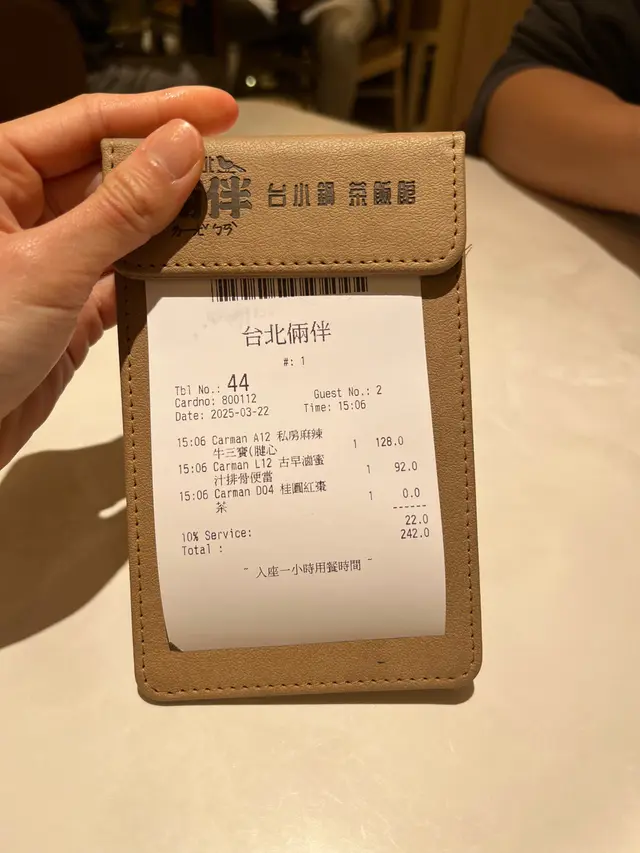 北
伴 台小鍋 茶飯館
台北倆伴
#: 1
Tbl No.: 44
Cardno: 800112 Guest No.: 2
Date: 2025-03-22 Time: 15:06
15:06 Carman A12 私房麻辣 1 128.0
牛三寶(腱心
15:06 Carman L12 古早滷蜜 1 92.0
汁排骨便當
15:06 Carman D04 桂圓紅棗 1 0.0
茶
------
10% Service: 22.0
Total : 242.0
~ 入座一小時用餐時間 ~